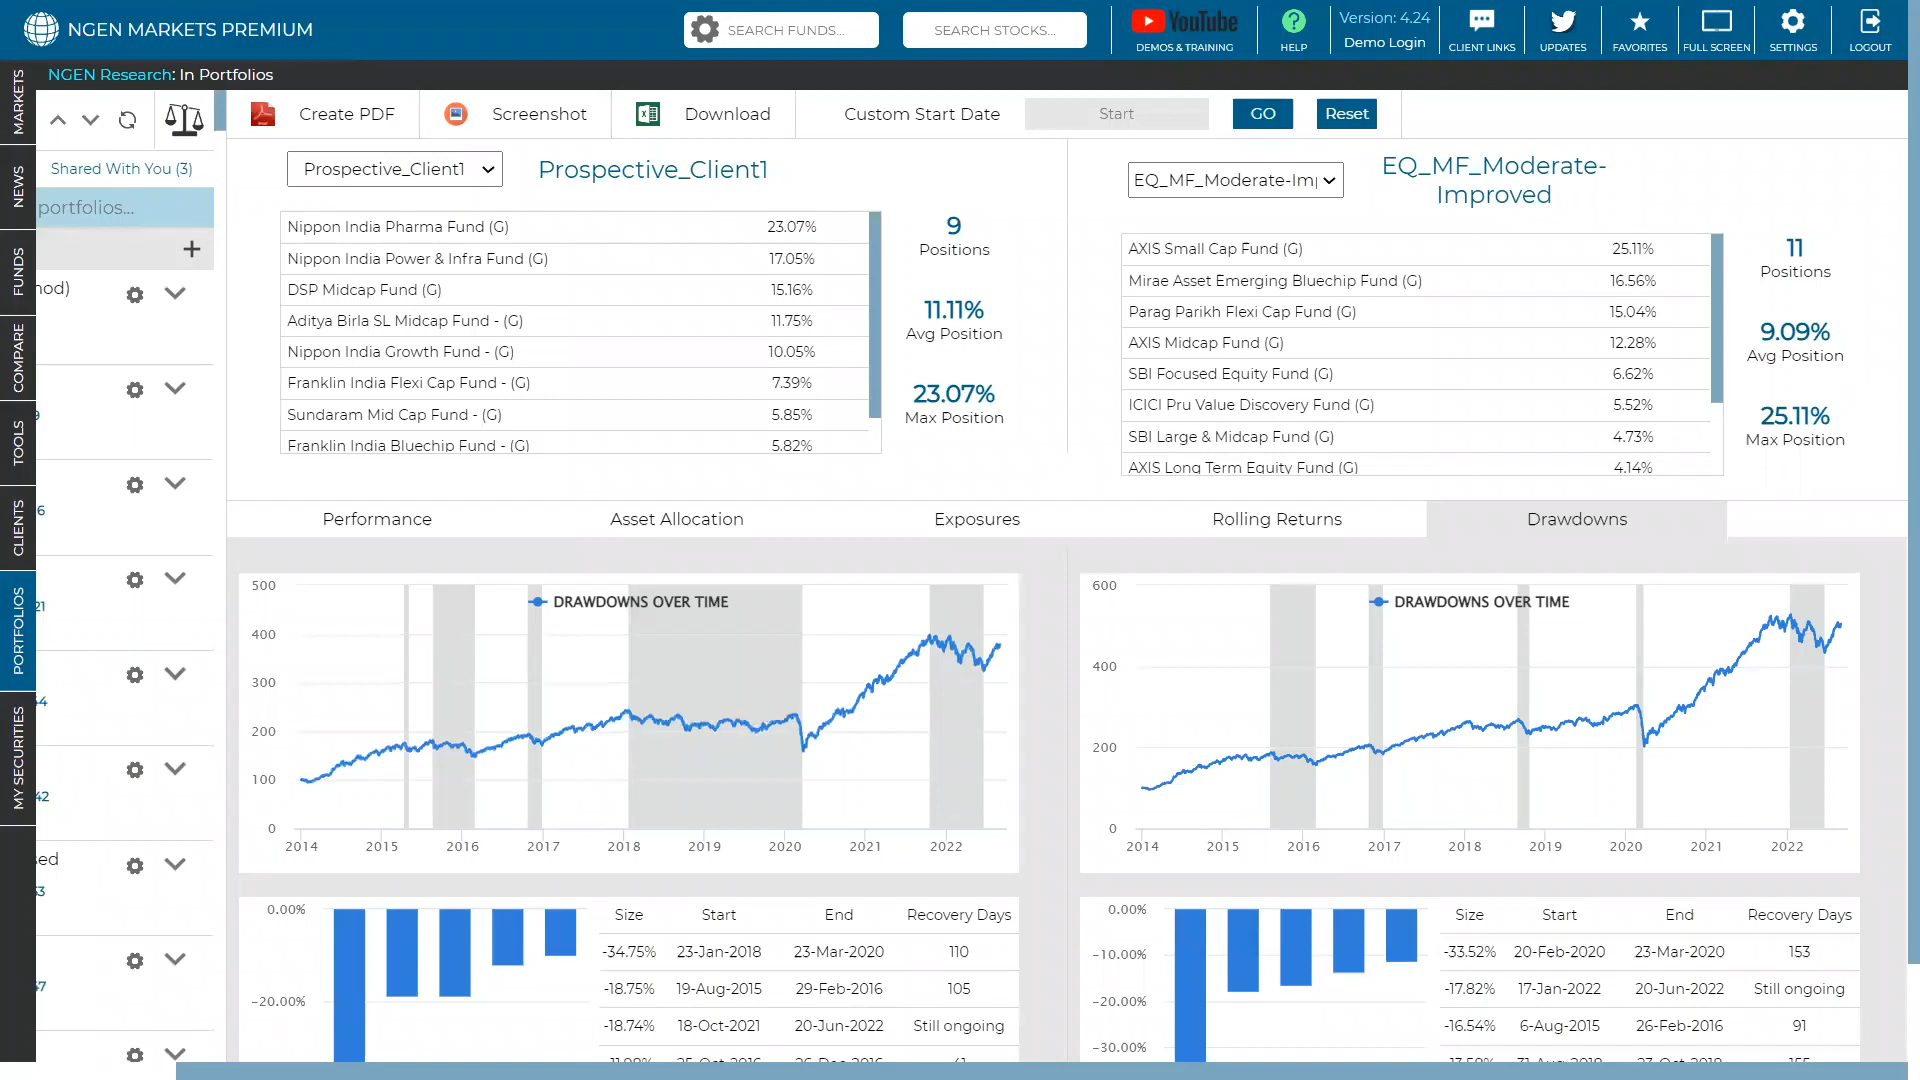 NGEN MARKETS PREMIUM
SEARCH FUNDS...
SEARCH STOCKS...
YouTube
DEMOS & TRAINING
HELP
Version: 4.24
Demo Login
CLIENT LINKS
UPDATES
FAVORITES
FULL SCREEN
SETTINGS
LOGOUT
NGEN Research: In Portfolios
MARKETS
NEWS
FUNDS
COMPARE
TOOLS
CLIENTS
PORTFOLIOS
MY SECURITIES
Shared With You (3)
portfolios...
nod)
9
6
21
44
42
sed
53
57
Create PDF
Screenshot
Download
Custom Start Date
Start
GO
Reset
Prospective_Client1
Prospective_Client1
Nippon India Pharma Fund (G) 23.07%
Nippon India Power & Infra Fund (G) 17.05%
DSP Midcap Fund (G) 15.16%
Aditya Birla SL Midcap Fund - (G) 11.75%
Nippon India Growth Fund - (G) 10.05%
Franklin India Flexi Cap Fund - (G) 7.39%
Sundaram Mid Cap Fund - (G) 5.85%
Franklin India Bluechip Fund - (G) 5.82%
9
Positions
11.11%
Avg Position
23.07%
Max Position
EQ_MF_Moderate-Im
EQ_MF_Moderate-
Improved
AXIS Small Cap Fund (G) 25.11%
Mirae Asset Emerging Bluechip Fund (G) 16.56%
Parag Parikh Flexi Cap Fund (G) 15.04%
AXIS Midcap Fund (G) 12.28%
SBI Focused Equity Fund (G) 6.62%
ICICI Pru Value Discovery Fund (G) 5.52%
SBI Large & Midcap Fund (G) 4.73%
AXIS Long Term Equity Fund (G) 4.14%
11
Positions
9.09%
Avg Position
25.11%
Max Position
Performance
Asset Allocation
Exposures
Rolling Returns
Drawdowns
DRAWDOWNS OVER TIME
500
400
300
200
100
0
2014 2015 2016 2017 2018 2019 2020 2021 2022
DRAWDOWNS OVER TIME
600
400
200
0
2014 2015 2016 2017 2018 2019 2020 2021 2022
0.00%
-20.00%
Size Start End Recovery Days
-34.75% 23-Jan-2018 23-Mar-2020 110
-18.75% 19-Aug-2015 29-Feb-2016 105
-18.74% 18-Oct-2021 20-Jun-2022 Still ongoing
0.00%
-10.00%
-20.00%
-30.00%
Size Start End Recovery Days
-33.52% 20-Feb-2020 23-Mar-2020 153
-17.82% 17-Jan-2022 20-Jun-2022 Still ongoing
-16.54% 6-Aug-2015 26-Feb-2016 91